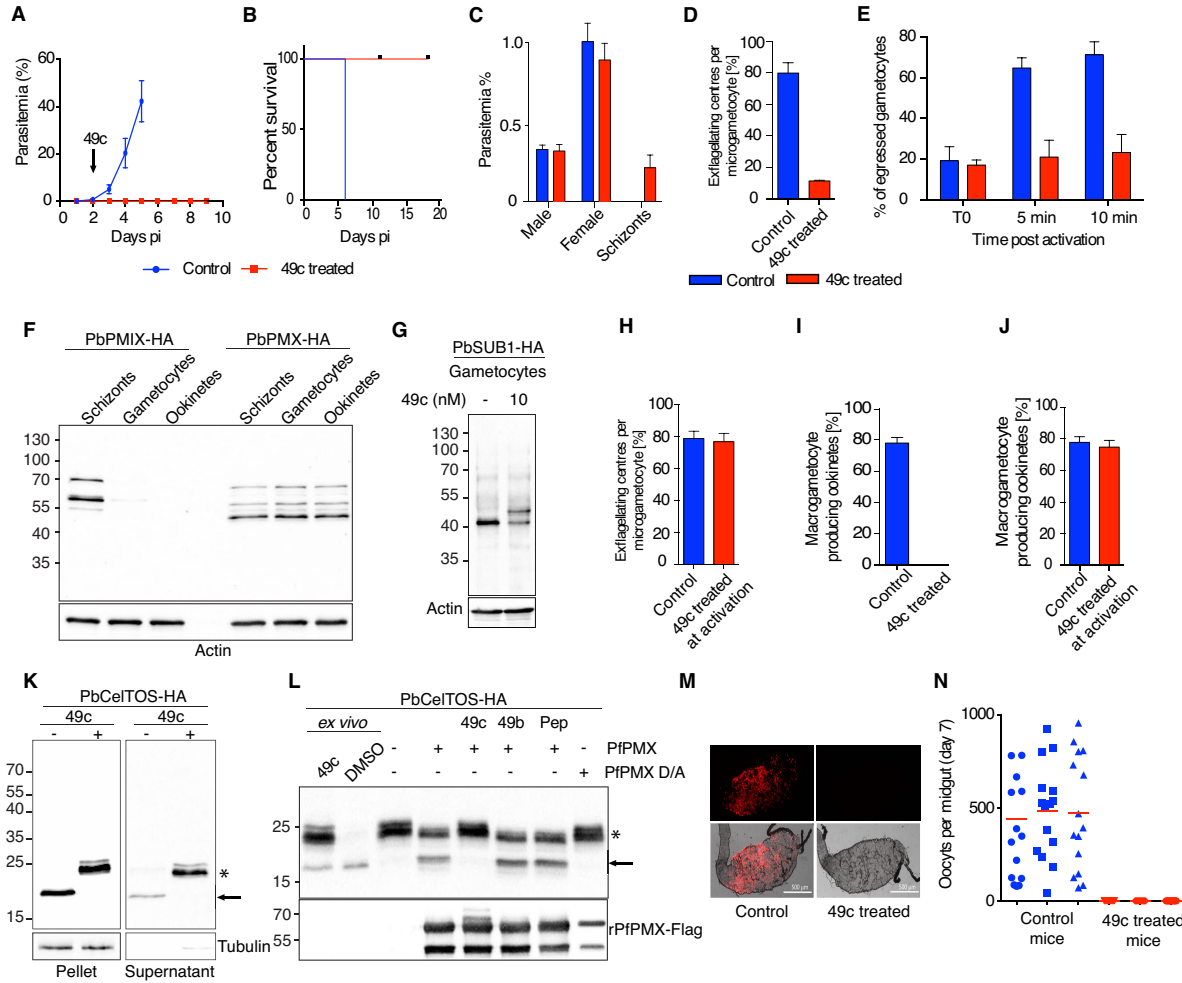 A
Parasitemia (%)
60
40
20
0
49c
0 2 4 6 8 10
Days pi
B
Percent survival
100
50
0
0 5 10 15 20
Days pi
Control
49c treated
C
Parasitemia %
1.0
0.5
0
Male
Female
Schizonts
D
Exflagellating centres per
microgametocyte [%]
100
80
60
40
20
0
Control
49c treated
E
% of egressed gametocytes
80
60
40
20
0
T0 5 min 10 min
Time post activation
Control
49c treated
F
PbPMIX-HA
PbPMX-HA
Schizonts
Gametocytes
Ookinetes
Schizonts
Gametocytes
Ookinetes
130
100
70
55
40
35
Actin
G
PbSUB1-HA
Gametocytes
49c (nM) - 10
130
100
70
55
40
35
Actin
H
Exflagellating centres per
microgametocyte [%]
100
80
60
40
20
0
Control
49c treated
at activation
I
Macrogametocyte
producing ookinetes [%]
100
80
60
40
20
0
Control
49c treated
J
Macrogametocyte
producing ookinetes [%]
100
80
60
40
20
0
Control
49c treated
at activation
K
PbCelTOS-HA
49c 49c
- + - +
70
55
40
35
25
15
*
Tubulin
Pellet Supernatant
L
PbCelTOS-HA
ex vivo 49c 49b Pep
49c
DMSO
- + + + + - PfPMX
- - - - - + PfPMX D/A
25
15
*
70
55
rPfPMX-Flag
M
500 µm
500 µm
Control 49c treated
N
Oocyts per midgut (day 7)
1000
500
0
Control
mice
49c treated
mice